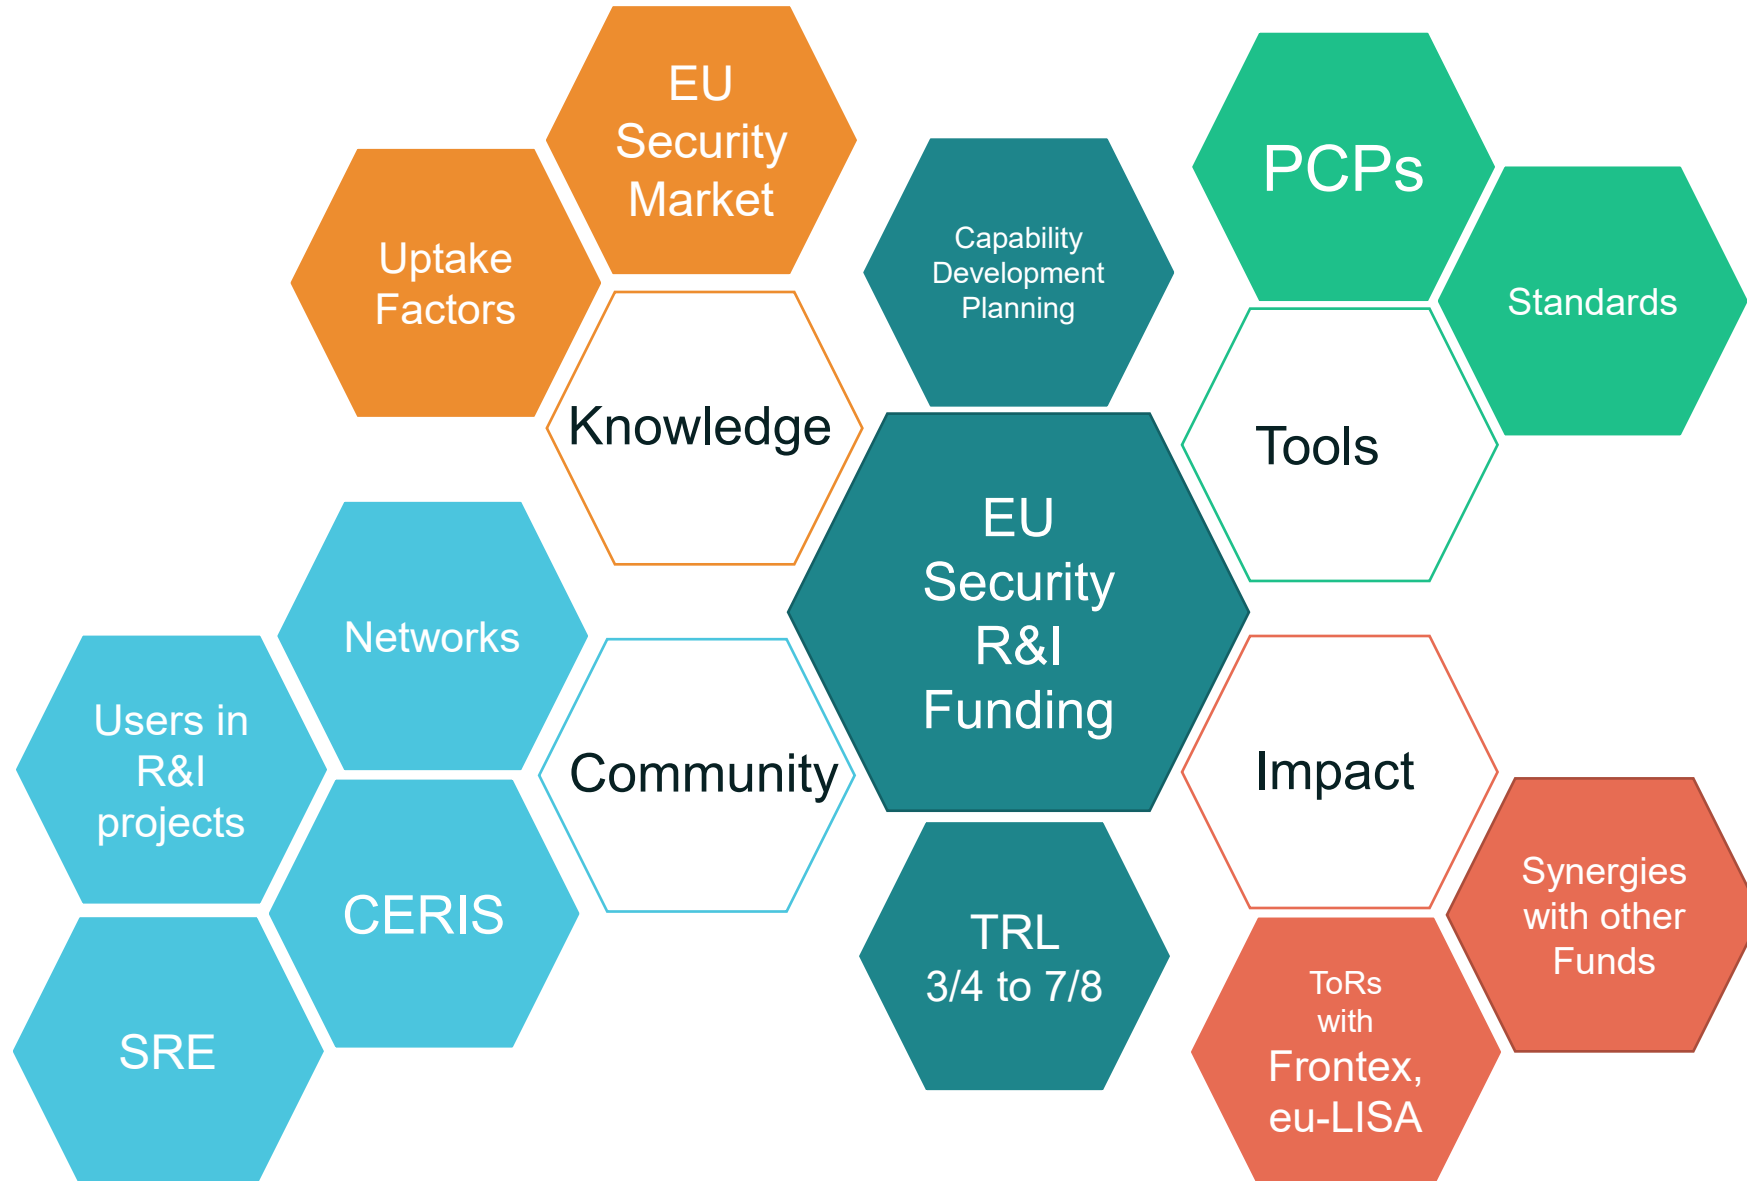 EU
Security
Market
Uptake
Factors
Knowledge
Capability
Development
Planning
PCPs
Standards
Tools
EU
Security
R&I
Funding
Networks
Users in
R&I
projects
Community
CERIS
SRE
TRL
3/4 to 7/8
Impact
Synergies
with other
Funds
ToRs
with
Frontex,
eu-LISA